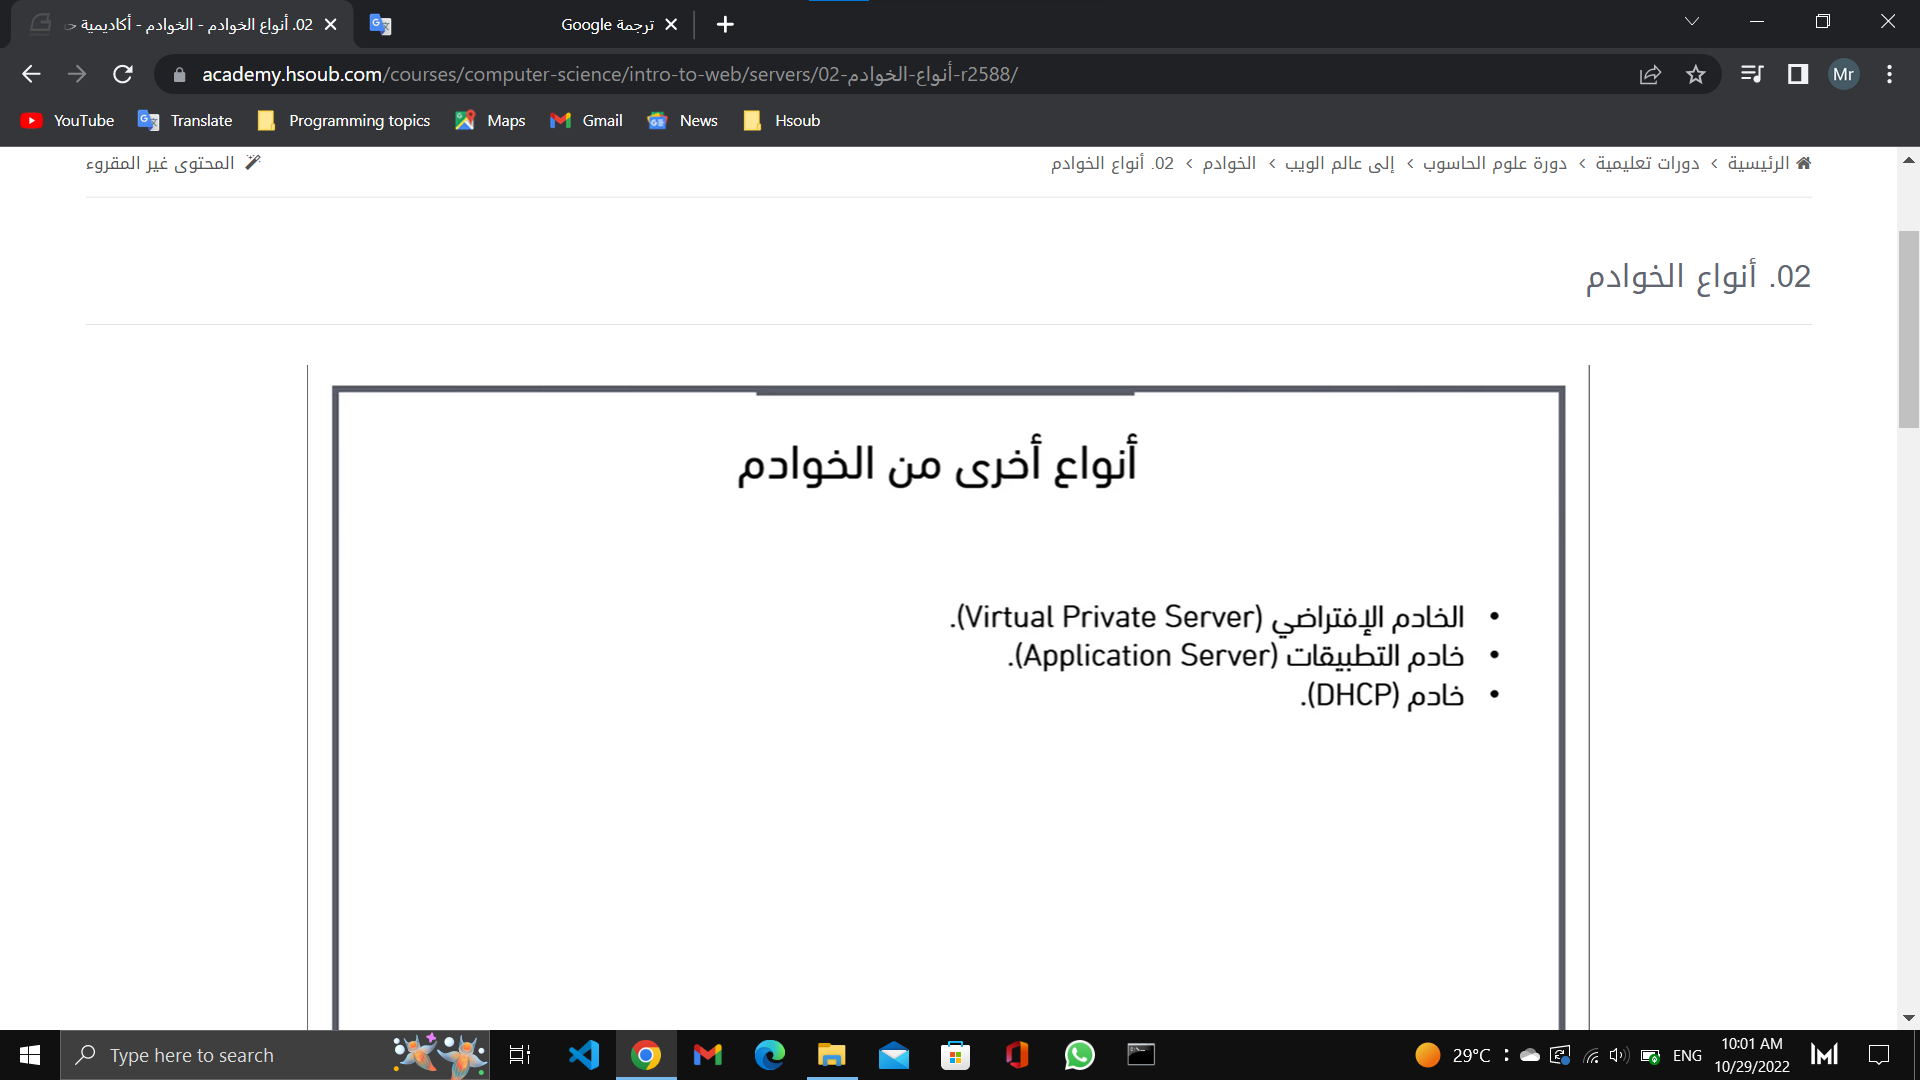 02. أنواع الخوادم - الخوادم - أكاديمية حـ
ترجمة Google
academy.hsoub.com/courses/computer-science/intro-to-web/servers/02-أنواع-الخوادم-r2588/
Mr
YouTube
Translate
Programming topics
Maps
Gmail
News
Hsoub
الرئيسية > دورات تعليمية > دورة علوم الحاسوب > إلى عالم الويب > الخوادم > 02. أنواع الخوادم
المحتوى غير المقروء
02. أنواع الخوادم
أنواع أخرى من الخوادم
• الخادم الإفتراضي (Virtual Private Server).
• خادم التطبيقات (Application Server).
• خادم (DHCP).
Type here to search
29°C
ENG
10:01 AM
10/29/2022